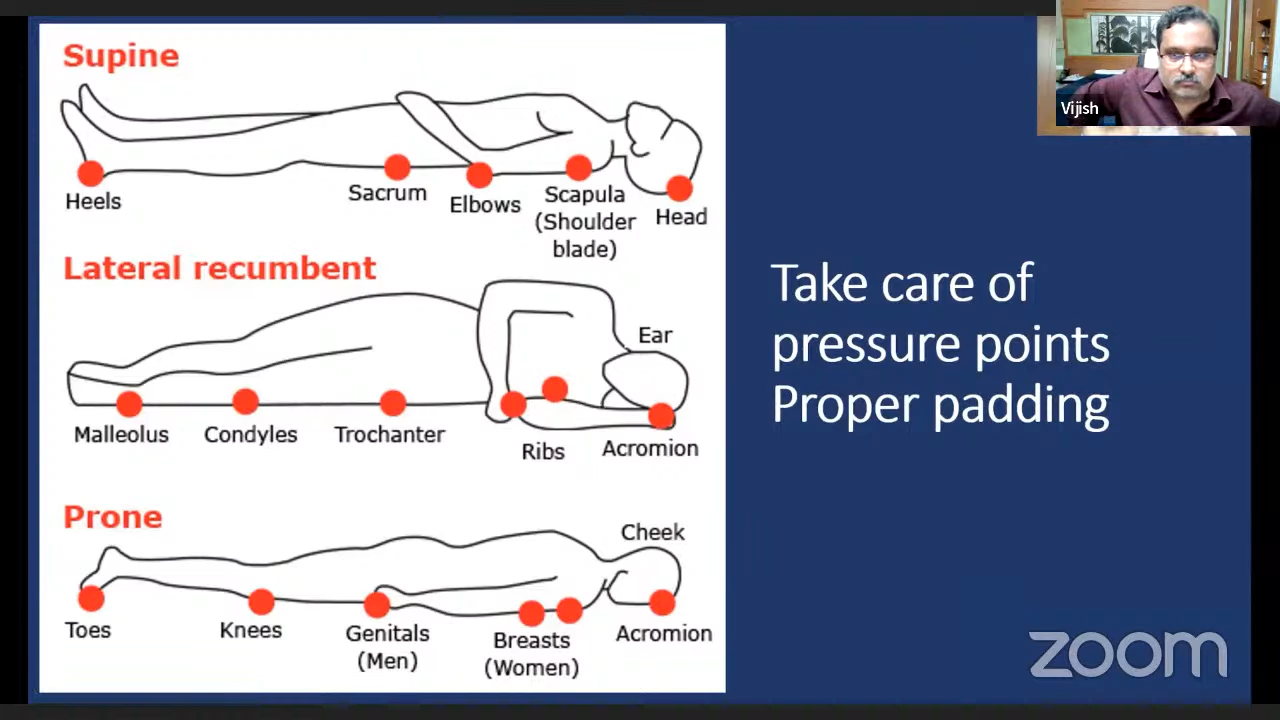 Supine
Heels
Sacrum
Elbows
Scapula
(Shoulder
blade)
Head
Lateral recumbent
Ear
Malleolus
Condyles
Trochanter
Ribs
Acromion
Prone
Cheek
Toes
Knees
Genitals
(Men)
Breasts
(Women)
Acromion
Take care of
pressure points
Proper padding
Vijish
zoom